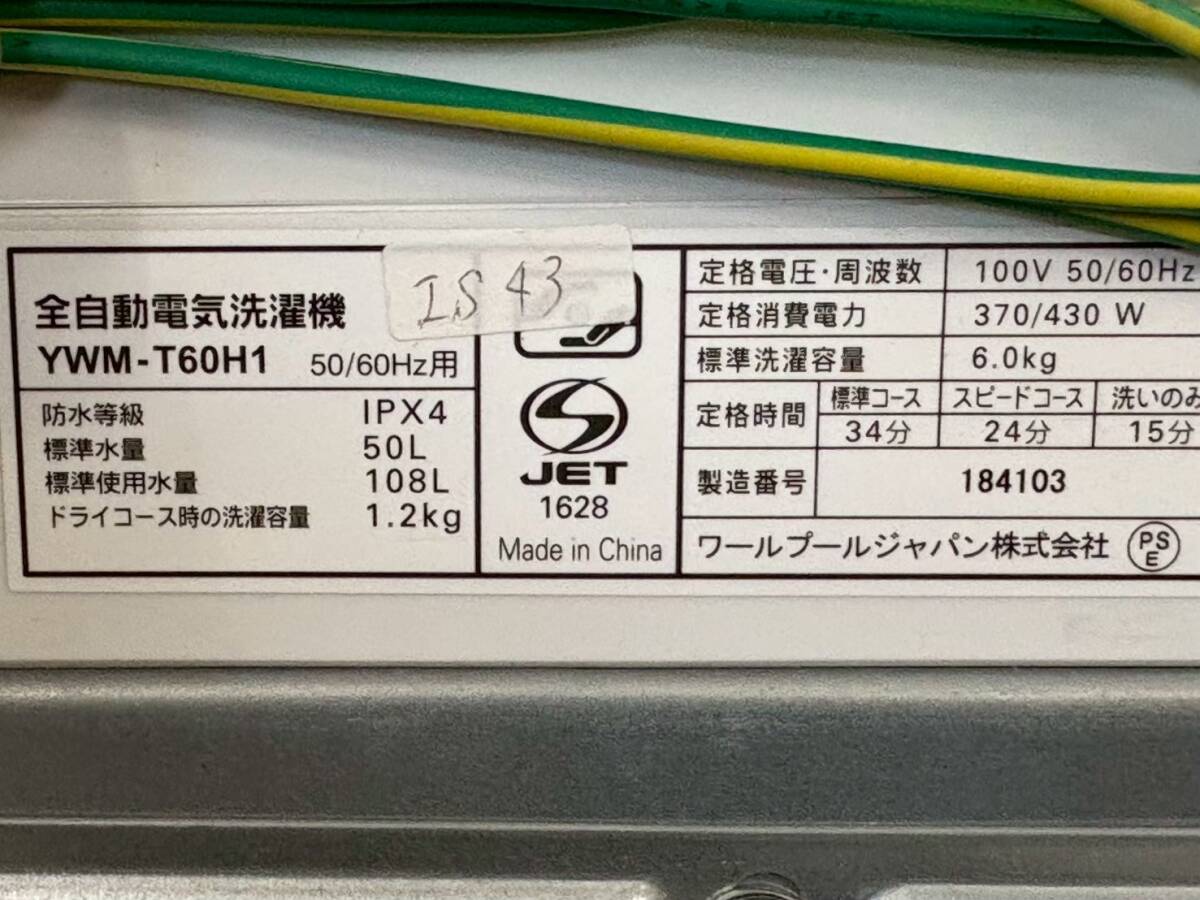 全自動電気洗濯機
YWM-T60H1 50/60Hz用
防水等級 IPX4
標準水量 50L
標準使用水量 108L
ドライコース時の洗濯容量 1.2kg
IS 43
JET
1628
Made in China
定格電圧・周波数 100V 50/60Hz
定格消費電力 370/430 W
標準洗濯容量 6.0kg
定格時間 標準コース スピードコース 洗いのみ
34分 24分 15分
製造番号 184103
ワールプールジャパン株式会社 PSE